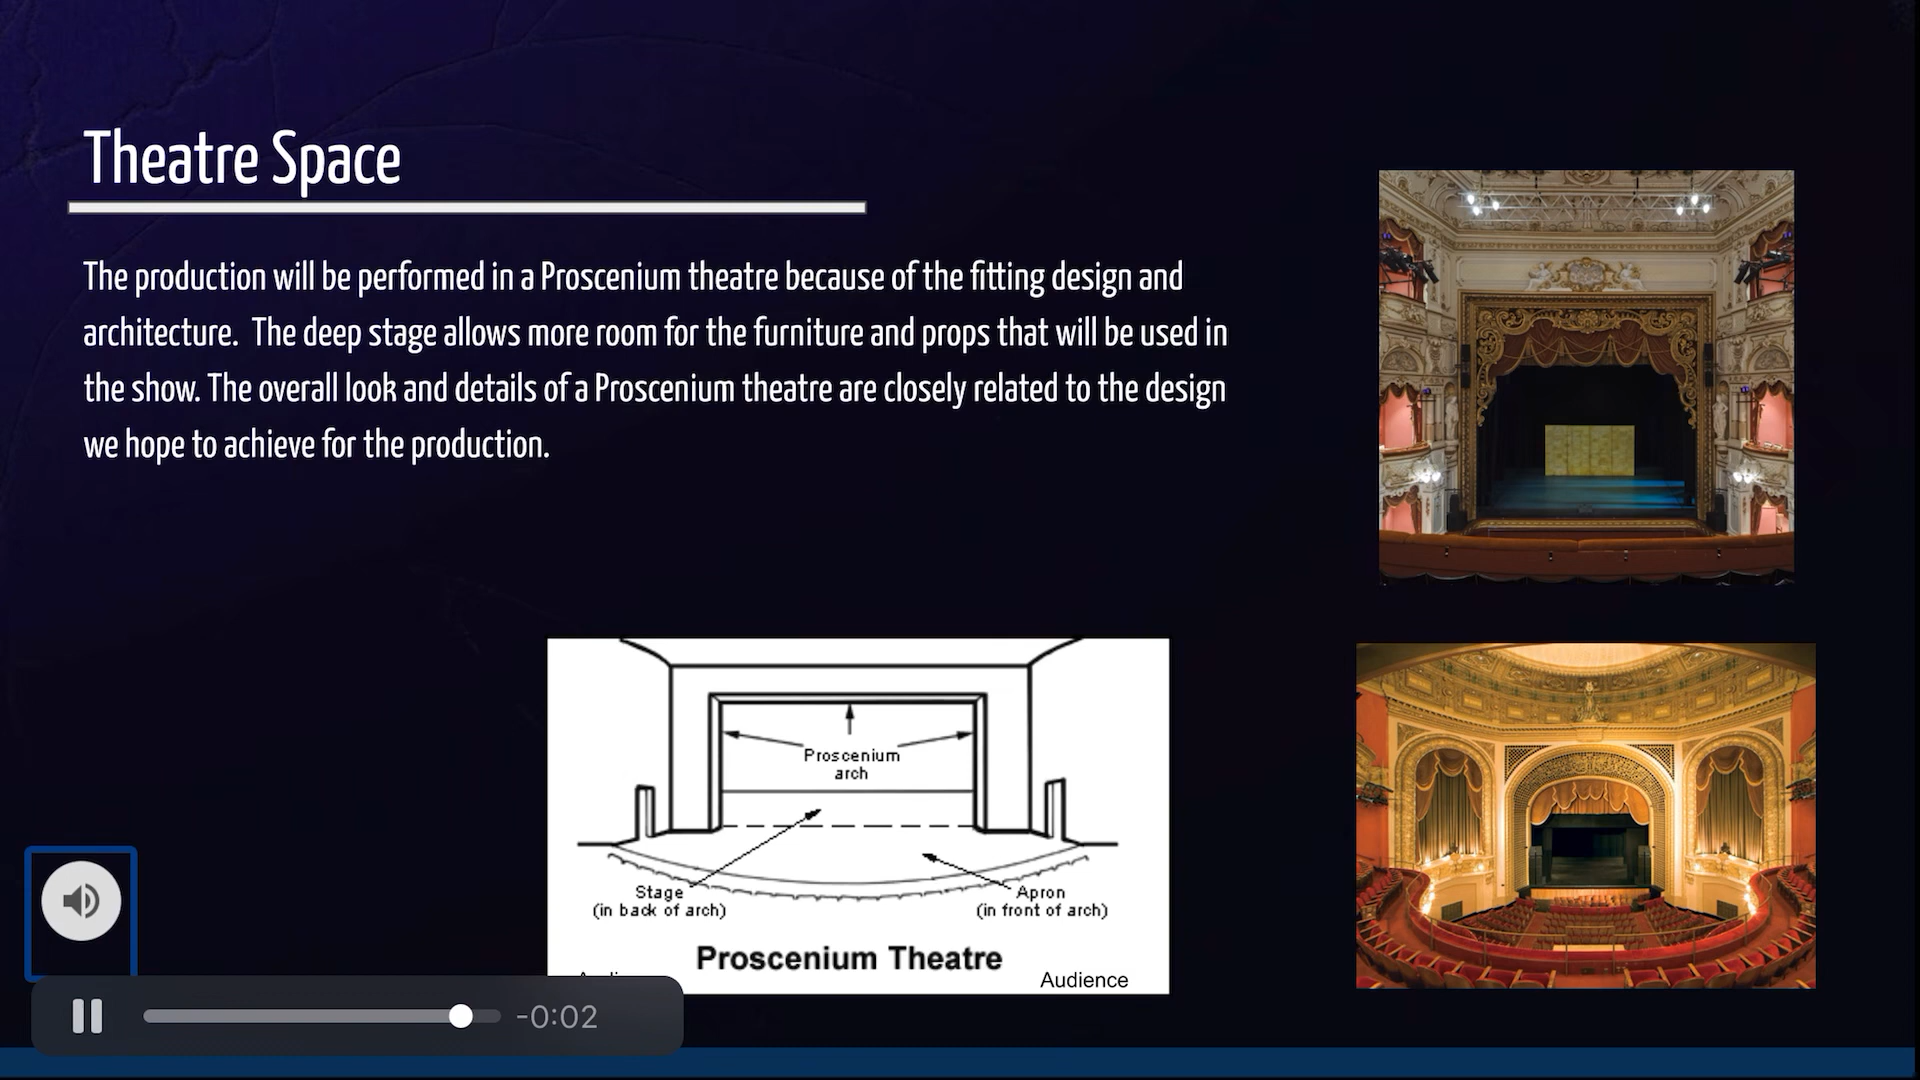 Theatre Space
The production will be performed in a Proscenium theatre because of the fitting design and
architecture.  The deep stage allows more room for the furniture and props that will be used in
the show. The overall look and details of a Proscenium theatre are closely related to the design
we hope to achieve for the production.
Proscenium
arch
Stage
(in back of arch)
Apron
(in front of arch)
Proscenium Theatre
Audience
-0:02